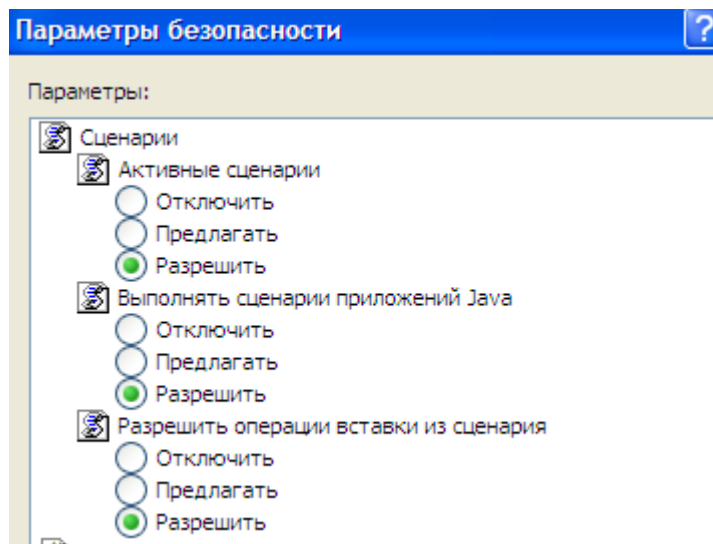 Параметры безопасности ?
Параметры:
Сценарии
Активные сценарии
Отключить
Предлагать
Разрешить
Выполнять сценарии приложений Java
Отключить
Предлагать
Разрешить
Разрешить операции вставки из сценария
Отключить
Предлагать
Разрешить